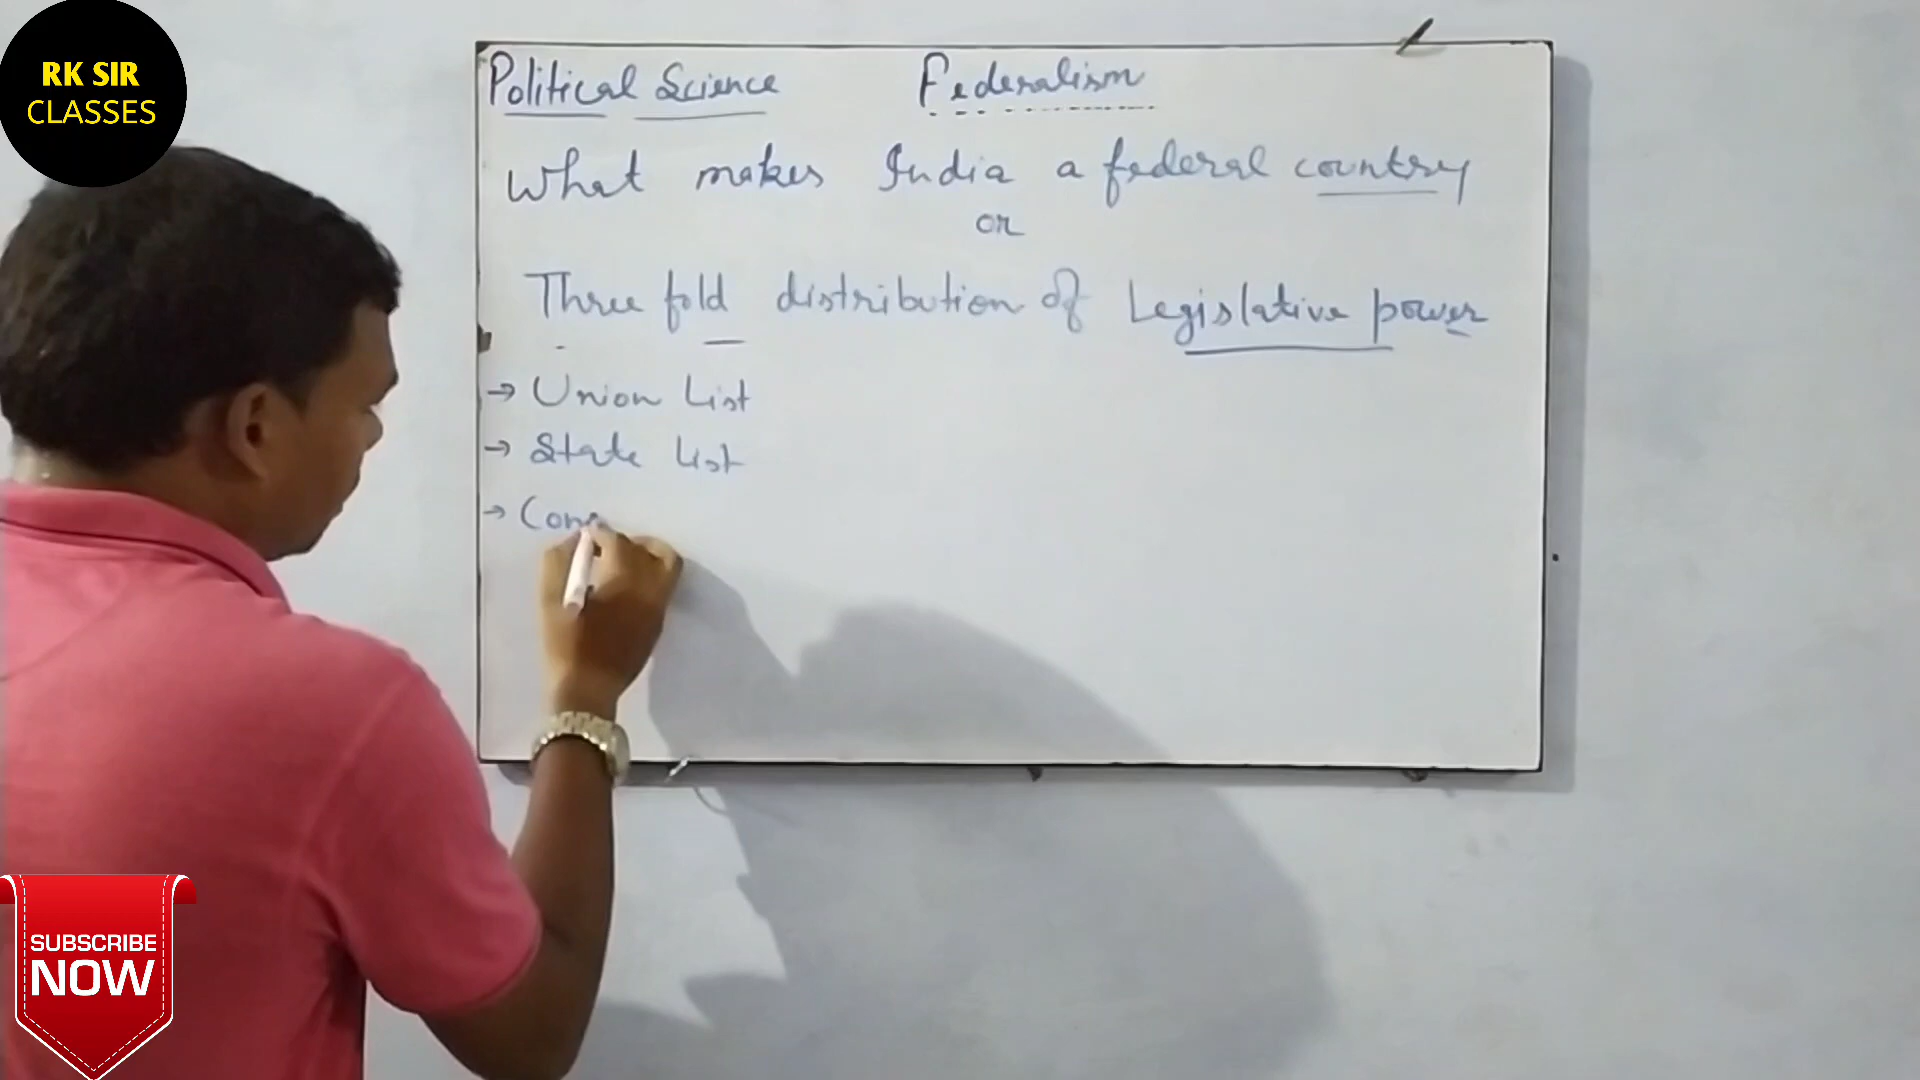 RK SIR
CLASSES
Political Science Federalism
What makes India a federal country
or
Three fold distribution of Legislative power
→ Union List
→ State List
→ Con
SUBSCRIBE
NOW